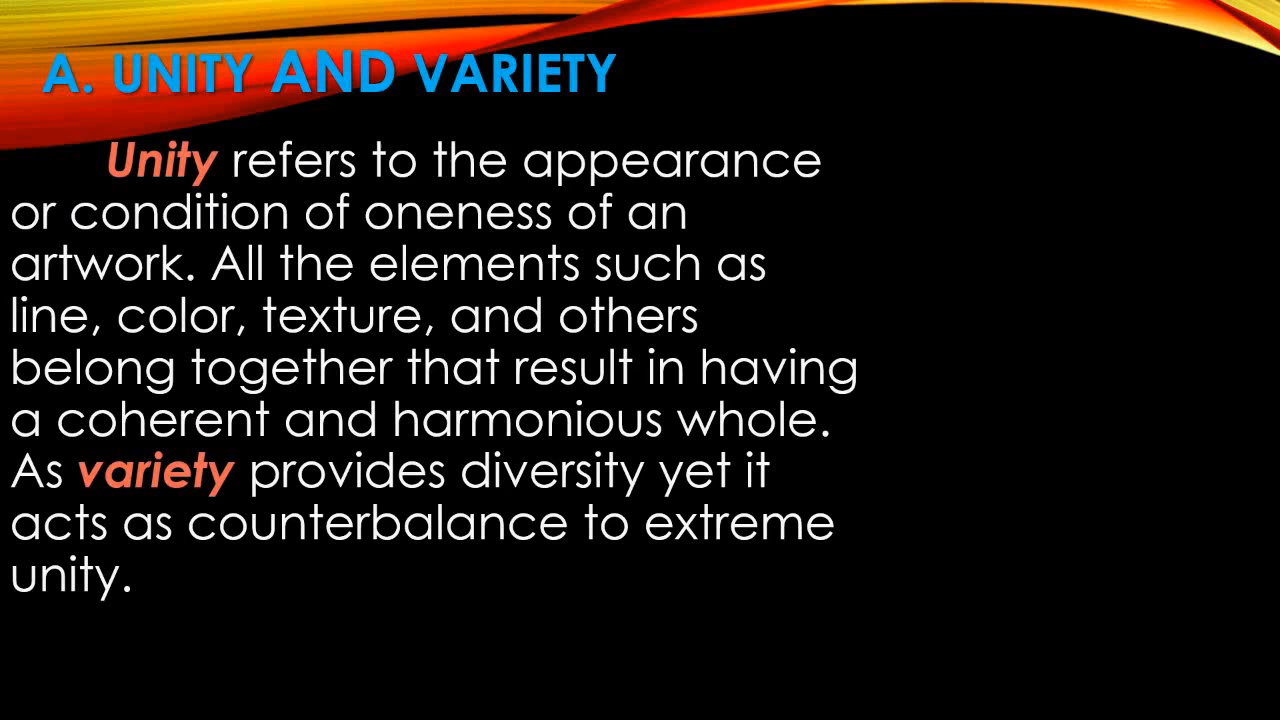 A. UNITY AND VARIETY
Unity refers to the appearance
or condition of oneness of an
artwork. All the elements such as
line, color, texture, and others
belong together that result in having
a coherent and harmonious whole.
As variety provides diversity yet it
acts as counterbalance to extreme
unity.